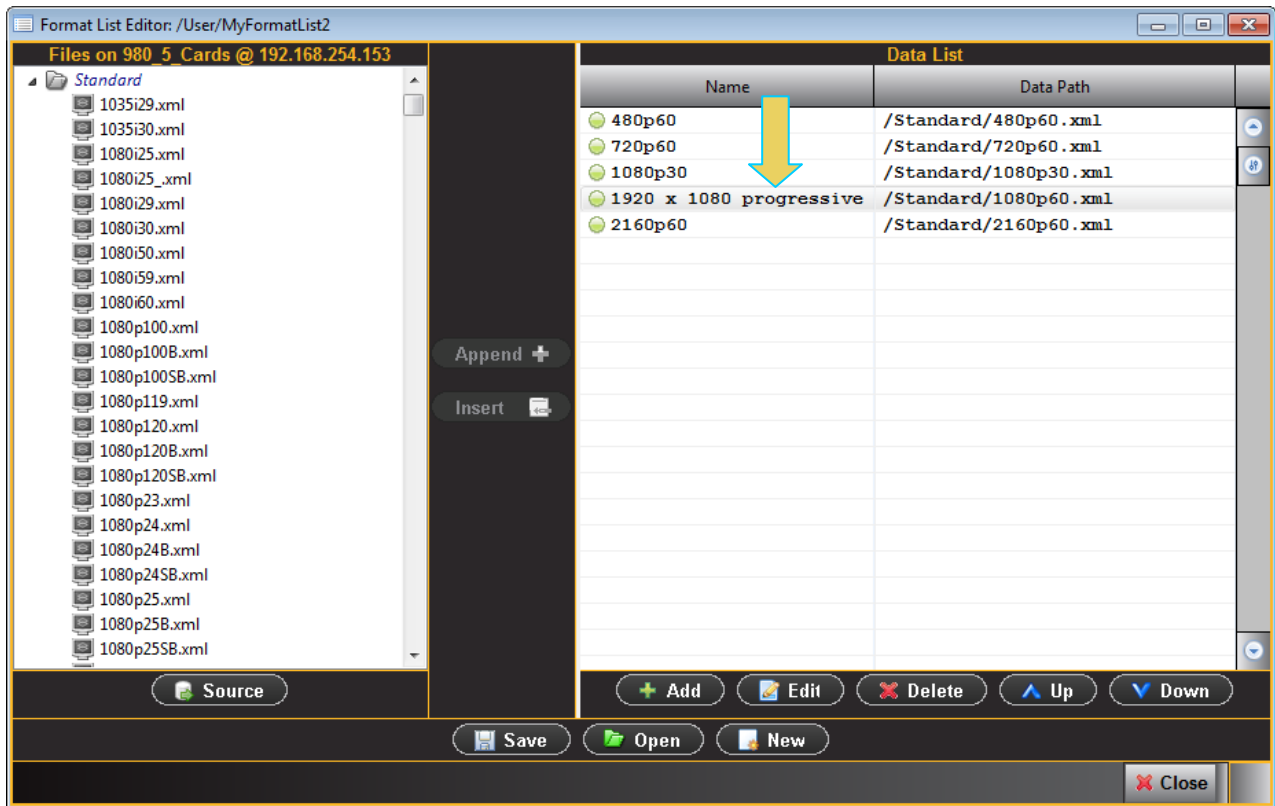 Format List Editor: /User/MyFormatList2
Files on 980_5_Cards @ 192.168.254.153
Standard
1035i29.xml
1035i30.xml
1080i25.xml
1080i25_.xml
1080i29.xml
1080i30.xml
1080i50.xml
1080i59.xml
1080i60.xml
1080p100.xml
1080p100B.xml
1080p100SB.xml
1080p119.xml
1080p120.xml
1080p120B.xml
1080p120SB.xml
1080p23.xml
1080p24.xml
1080p24B.xml
1080p24SB.xml
1080p25.xml
1080p25B.xml
1080p25SB.xml
Source
Append
Insert
Data List
Name Data Path
480p60 /Standard/480p60.xml
720p60 /Standard/720p60.xml
1080p30 /Standard/1080p30.xml
1920 x 1080 progressive /Standard/1080p60.xml
2160p60 /Standard/2160p60.xml
Add Edit Delete Up Down
Save Open New
Close